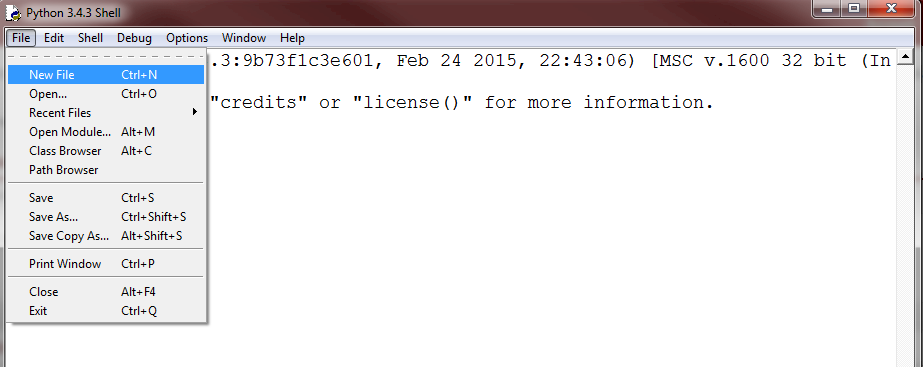 Python 3.4.3 Shell
File Edit Shell Debug Options Window Help
.3:9b73f1c3e601, Feb 24 2015, 22:43:06) [MSC v.1600 32 bit (In
"credits" or "license()" for more information.
New File Ctrl+N
Open... Ctrl+O
Recent Files
Open Module... Alt+M
Class Browser Alt+C
Path Browser
Save Ctrl+S
Save As... Ctrl+Shift+S
Save Copy As... Alt+Shift+S
Print Window Ctrl+P
Close Alt+F4
Exit Ctrl+Q